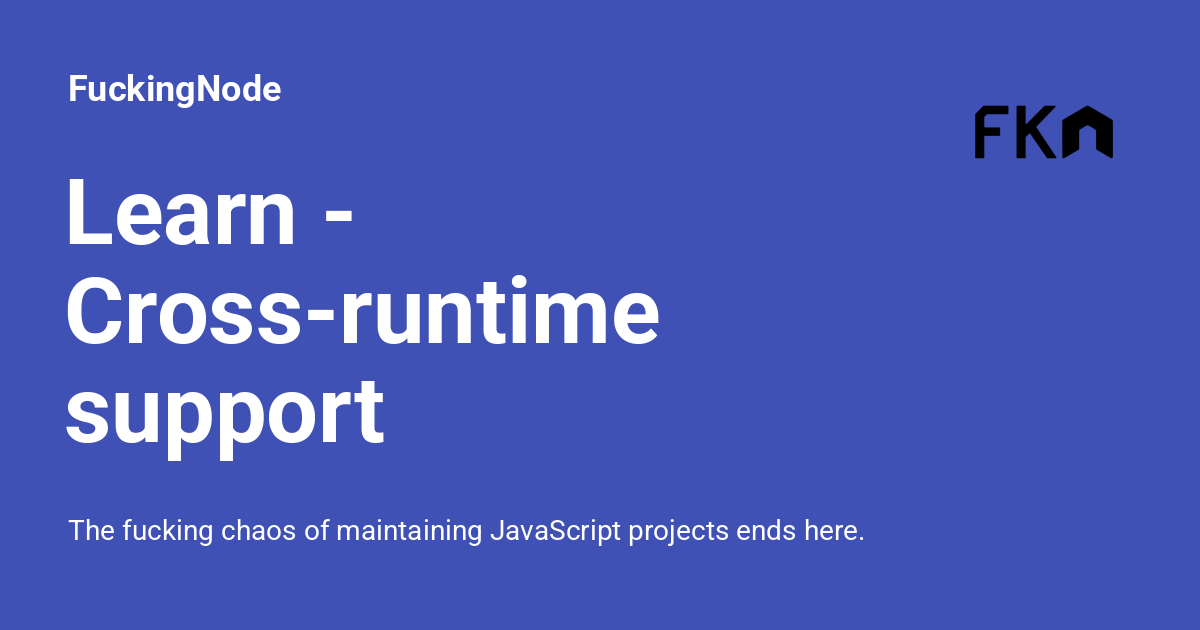 FuckingNode
FKN
Learn -
Cross-runtime
support
The fucking chaos of maintaining JavaScript projects ends here.